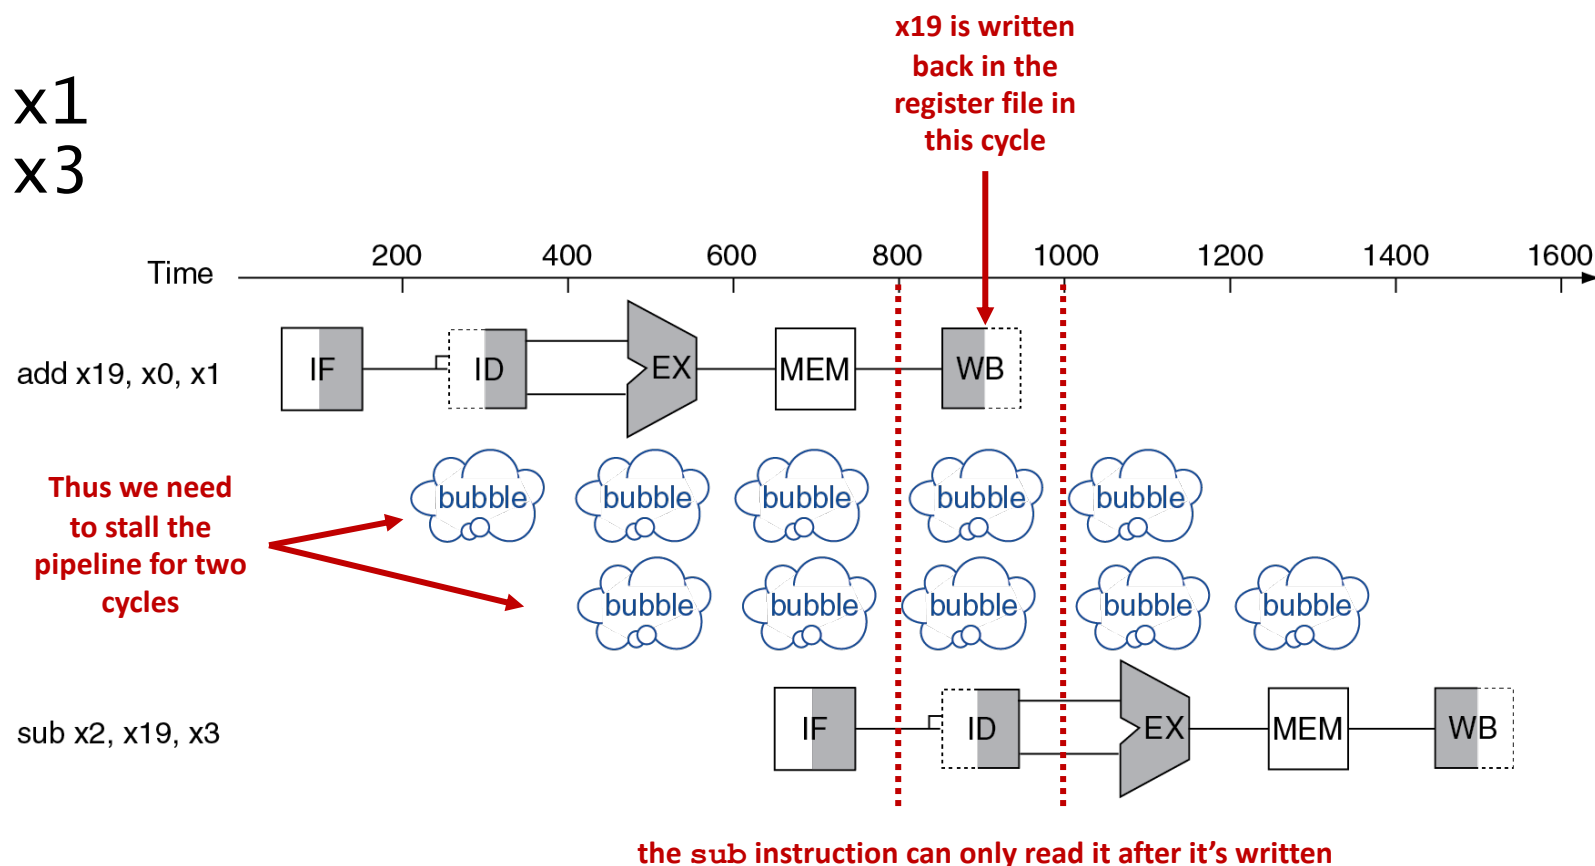 x19 is written
back in the
register file in
this cycle
x1
x3
Time 200 400 600 800 1000 1200 1400 1600
add x19, x0, x1 IF ID EX MEM WB
Thus we need
to stall the
pipeline for two
cycles
bubble bubble bubble bubble bubble
bubble bubble bubble bubble bubble
sub x2, x19, x3 IF ID EX MEM WB
the sub instruction can only read it after it's written